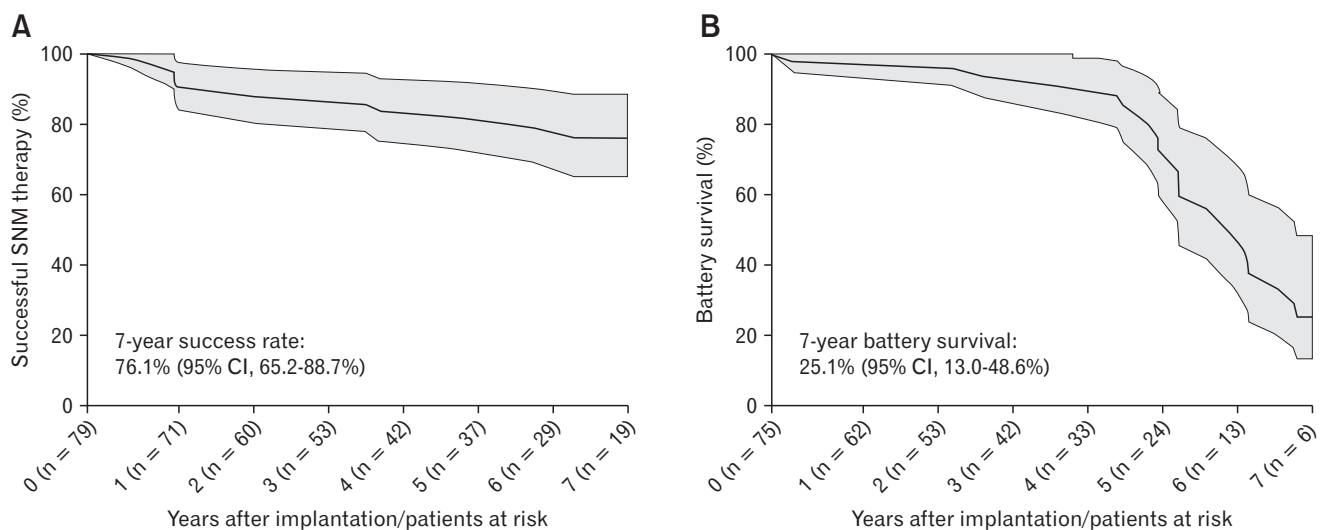 A
Successful SNM therapy (%)
100
80
60
40
20
0
7-year success rate:
76.1% (95% CI, 65.2-88.7%)
0 (n = 79)
1 (n = 71)
2 (n = 60)
3 (n = 53)
4 (n = 42)
5 (n = 37)
6 (n = 29)
7 (n = 19)
Years after implantation/patients at risk
B
Battery survival (%)
100
80
60
40
20
0
7-year battery survival:
25.1% (95% CI, 13.0-48.6%)
0 (n = 75)
1 (n = 62)
2 (n = 53)
3 (n = 42)
4 (n = 33)
5 (n = 24)
6 (n = 13)
7 (n = 6)
Years after implantation/patients at risk